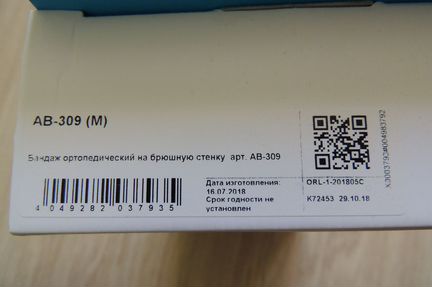 AB-309 (M)
Бандаж ортопедический на брюшную стенку арт. АВ-309
Дата изготовления:
16.07.2018
Срок годности не
установлен
4 049282 037935
ORL-1-201805C
K72453 29.10.18